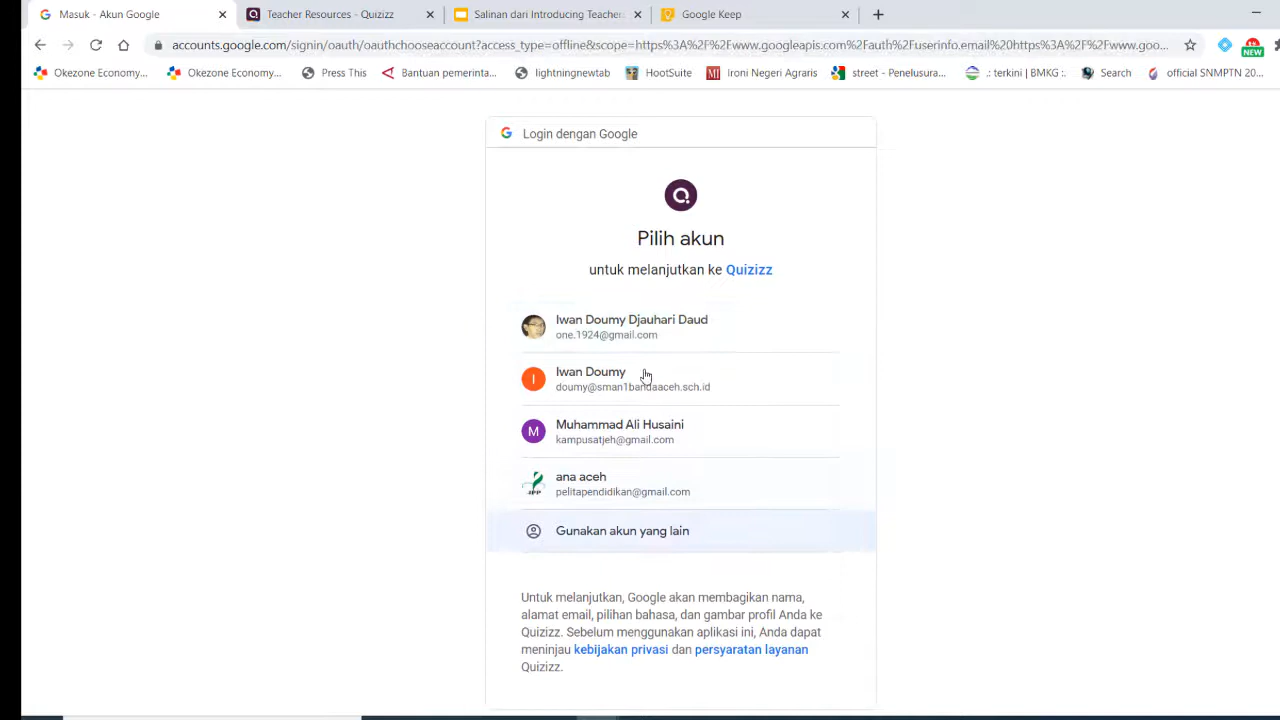 Masuk - Akun Google
Teacher Resources - Quizizz
Salinan dari Introducing Teacher
Google Keep
accounts.google.com/signin/oauth/oauthchooseaccount?access_type=offline&scope=https%3A%2F%2Fwww.googleapis.com%2Fauth%2Fuserinfo.email%20https%3A%2F%2Fwww.goo...
NEW
Okezone Economy...
Okezone Economy...
Press This
Bantuan pemerinta...
lightningnewtab
HootSuite
MI
Ironi Negeri Agraris
street - Penelusura...
.: terkini | BMKG :.
Search
official SNMPTN 20...
Login dengan Google
Pilih akun
untuk melanjutkan ke Quizizz
Iwan Doumy Djauhari Daud
one.1924@gmail.com
I
Iwan Doumy
doumy@sman1bandaaceh.sch.id
M
Muhammad Ali Husaini
kampusatjeh@gmail.com
ana aceh
pelitapendidikan@gmail.com
Gunakan akun yang lain
Untuk melanjutkan, Google akan membagikan nama,
alamat email, pilihan bahasa, dan gambar profil Anda ke
Quizizz. Sebelum menggunakan aplikasi ini, Anda dapat
meninjau kebijakan privasi dan persyaratan layanan
Quizizz.